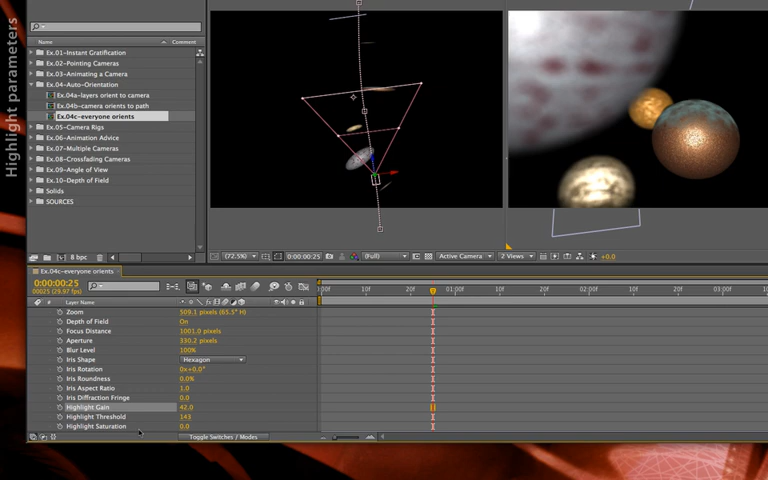 Highlight parameters
Name
Comment
Ex.01-Instant Gratification
Ex.02-Pointing Cameras
Ex.03-Animating a Camera
Ex.04-Auto-Orientation
Ex.04a-layers orient to camera
Ex.04b-camera orients to path
Ex.04c-everyone orients
Ex.05-Camera Rigs
Ex.06-Animation Advice
Ex.07-Multiple Cameras
Ex.08-Crossfading Cameras
Ex.09-Angle of View
Ex.10-Depth of Field
Solids
SOURCES
8 bpc
(72.5%)
0:00:00:25
(Full)
Active Camera
2 Views
+0.0
Ex.04c-everyone orients
0:00:00:25
00025 (29.97 fps)
:00f
10f
20f
01:00f
10f
20f
02:00f
10f
20f
03:0
#
Layer Name
Zoom 509.1 pixels (65.5° H)
Depth of Field On
Focus Distance 1001.0 pixels
Aperture 330.2 pixels
Blur Level 100%
Iris Shape Hexagon
Iris Rotation 0x+0.0°
Iris Roundness 0.0%
Iris Aspect Ratio 1.0
Iris Diffraction Fringe 0.0
Highlight Gain 42.0
Highlight Threshold 143
Highlight Saturation 0.0
Toggle Switches / Modes